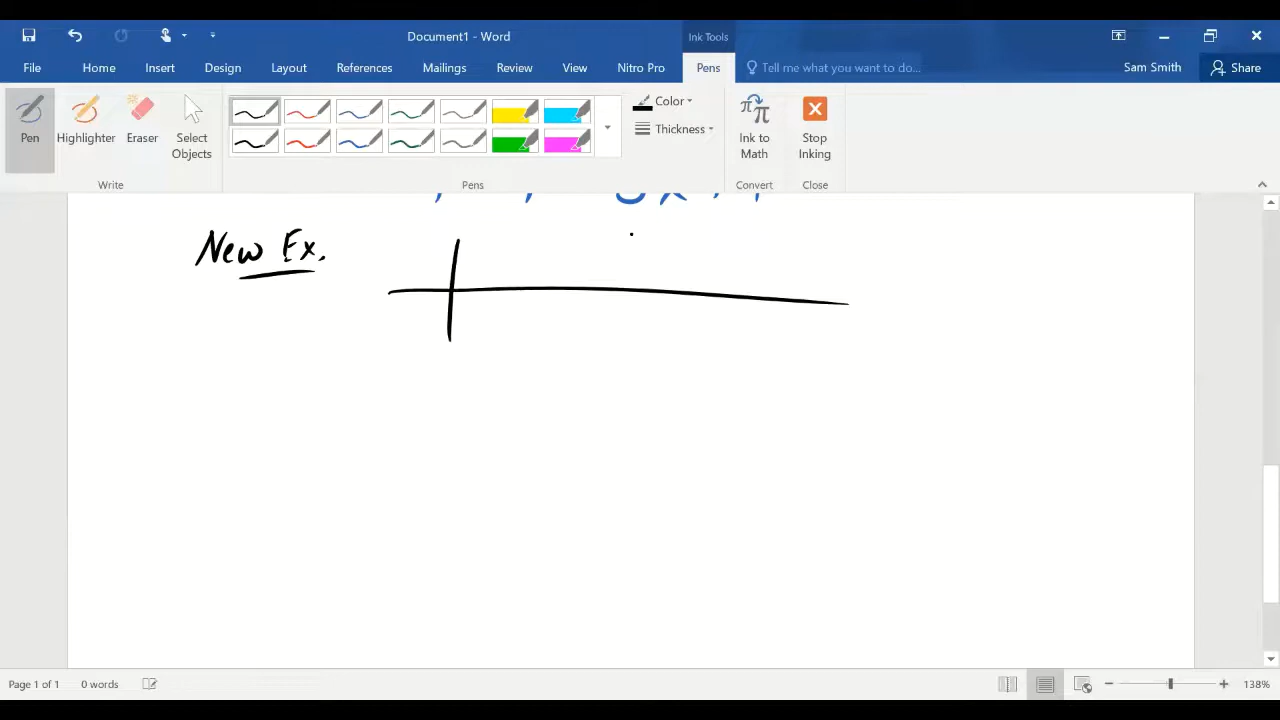 Document1 - Word
Ink Tools
File
Home
Insert
Design
Layout
References
Mailings
Review
View
Nitro Pro
Pens
Tell me what you want to do...
Sam Smith
Share
Pen
Highlighter
Eraser
Select
Objects
Color
Thickness
Ink to
Math
Stop
Inking
Write
Pens
Convert
Close
New Ex.
Page 1 of 1
0 words
138%